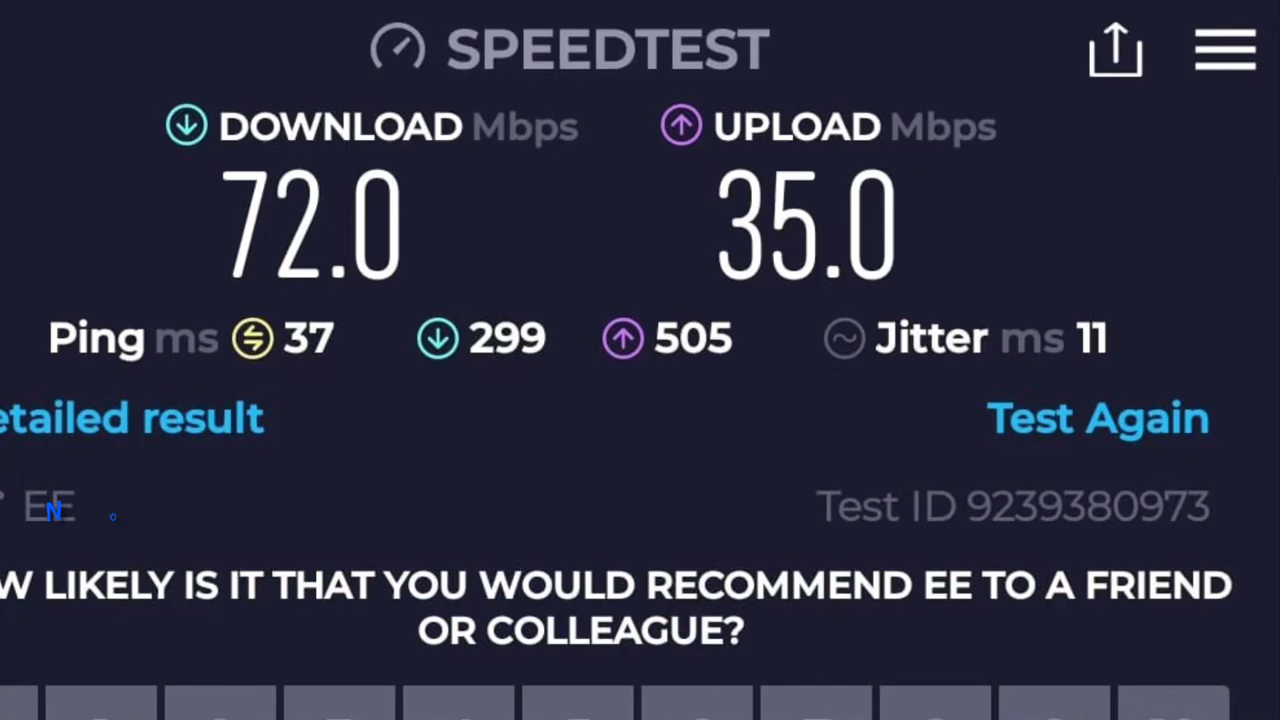 SPEEDTEST
DOWNLOAD Mbps UPLOAD Mbps
72.0 35.0
Ping ms 37 299 505 Jitter ms 11
etailed result Test Again
EE Test ID 9239380973
N
W LIKELY IS IT THAT YOU WOULD RECOMMEND EE TO A FRIEND
OR COLLEAGUE?